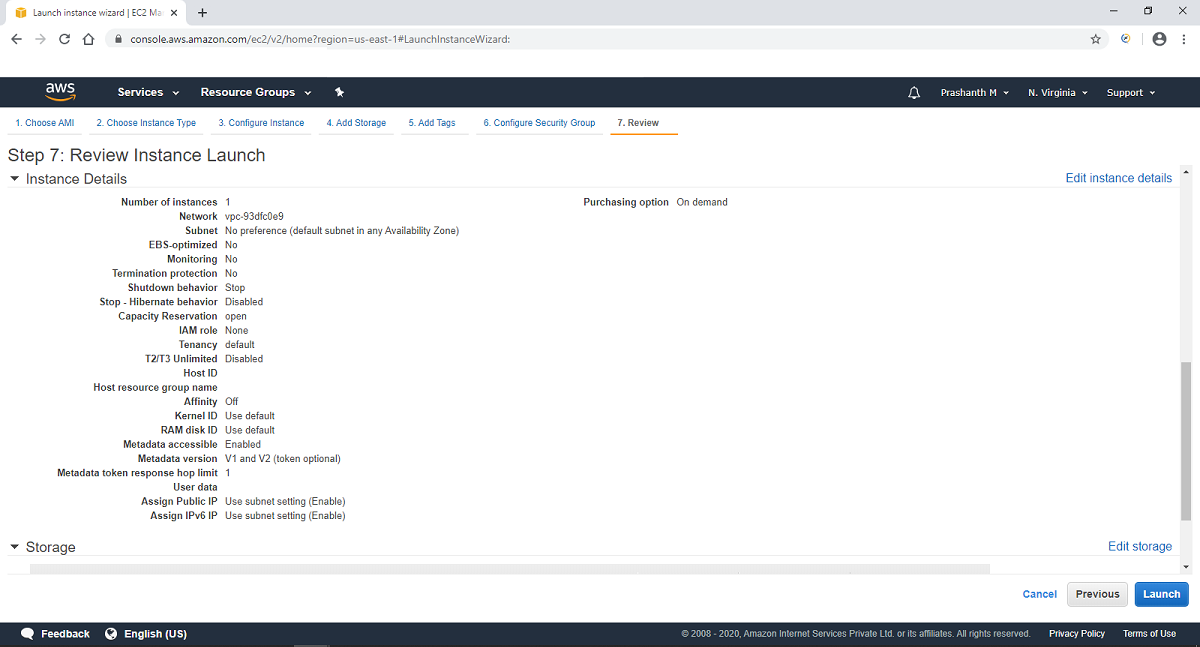 Launch instance wizard | EC2 Ma
console.aws.amazon.com/ec2/v2/home?region=us-east-1#LaunchInstanceWizard:
aws Services Resource Groups Prashanth M N. Virginia Support
1. Choose AMI 2. Choose Instance Type 3. Configure Instance 4. Add Storage 5. Add Tags 6. Configure Security Group 7. Review
Step 7: Review Instance Launch
Instance Details Edit instance details
Number of instances 1 Purchasing option On demand
Network vpc-93dfc0e9
Subnet No preference (default subnet in any Availability Zone)
EBS-optimized No
Monitoring No
Termination protection No
Shutdown behavior Stop
Stop - Hibernate behavior Disabled
Capacity Reservation open
IAM role None
Tenancy default
T2/T3 Unlimited Disabled
Host ID
Host resource group name
Affinity Off
Kernel ID Use default
RAM disk ID Use default
Metadata accessible Enabled
Metadata version V1 and V2 (token optional)
Metadata token response hop limit 1
User data
Assign Public IP Use subnet setting (Enable)
Assign IPv6 IP Use subnet setting (Enable)
Storage Edit storage
Cancel Previous Launch
Feedback English (US) © 2008 - 2020, Amazon Internet Services Private Ltd. or its affiliates. All rights reserved. Privacy Policy Terms of Use